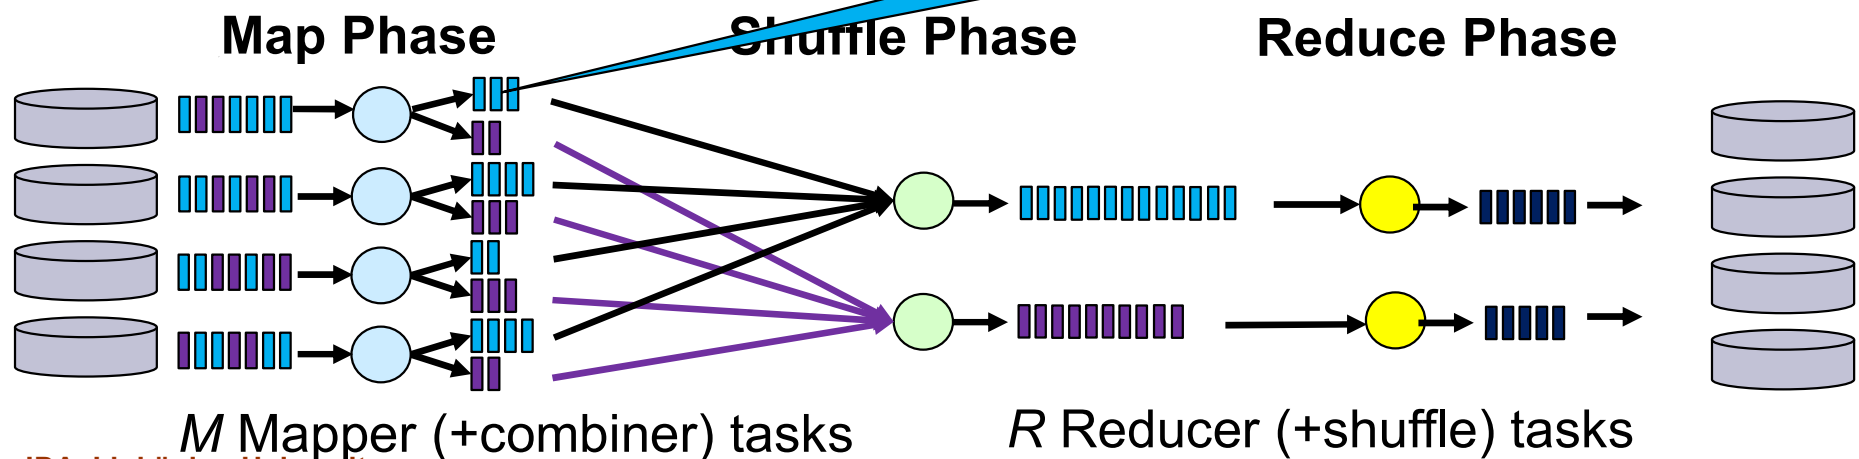 Map Phase
Shuffle Phase
Reduce Phase
M Mapper (+combiner) tasks
R Reducer (+shuffle) tasks